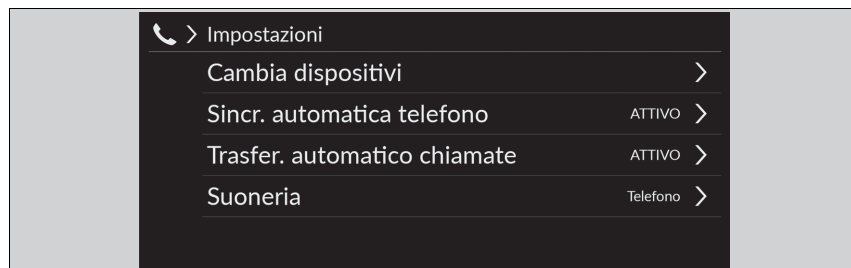 Impostazioni
Cambia dispositivi
Sincr. automatica telefono ATTIVO
Trasfer. automatico chiamate ATTIVO
Suoneria Telefono